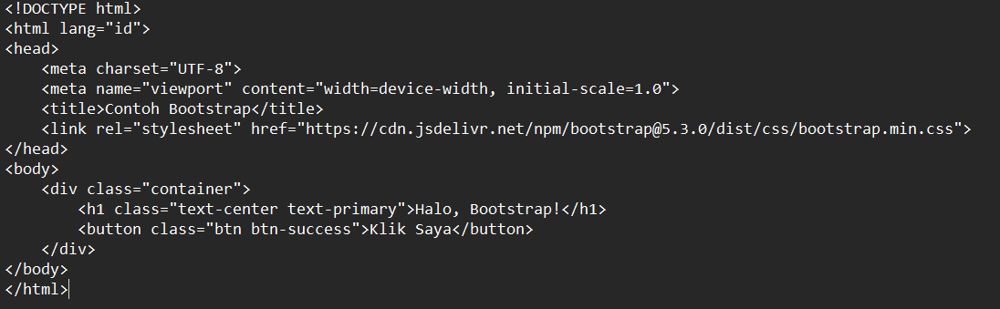 <!DOCTYPE html>
<html lang="id">
<head>
    <meta charset="UTF-8">
    <meta name="viewport" content="width=device-width, initial-scale=1.0">
    <title>Contoh Bootstrap</title>
    <link rel="stylesheet" href="https://cdn.jsdelivr.net/npm/bootstrap@5.3.0/dist/css/bootstrap.min.css">
</head>
<body>
    <div class="container">
        <h1 class="text-center text-primary">Halo, Bootstrap!</h1>
        <button class="btn btn-success">Klik Saya</button>
    </div>
</body>
</html>